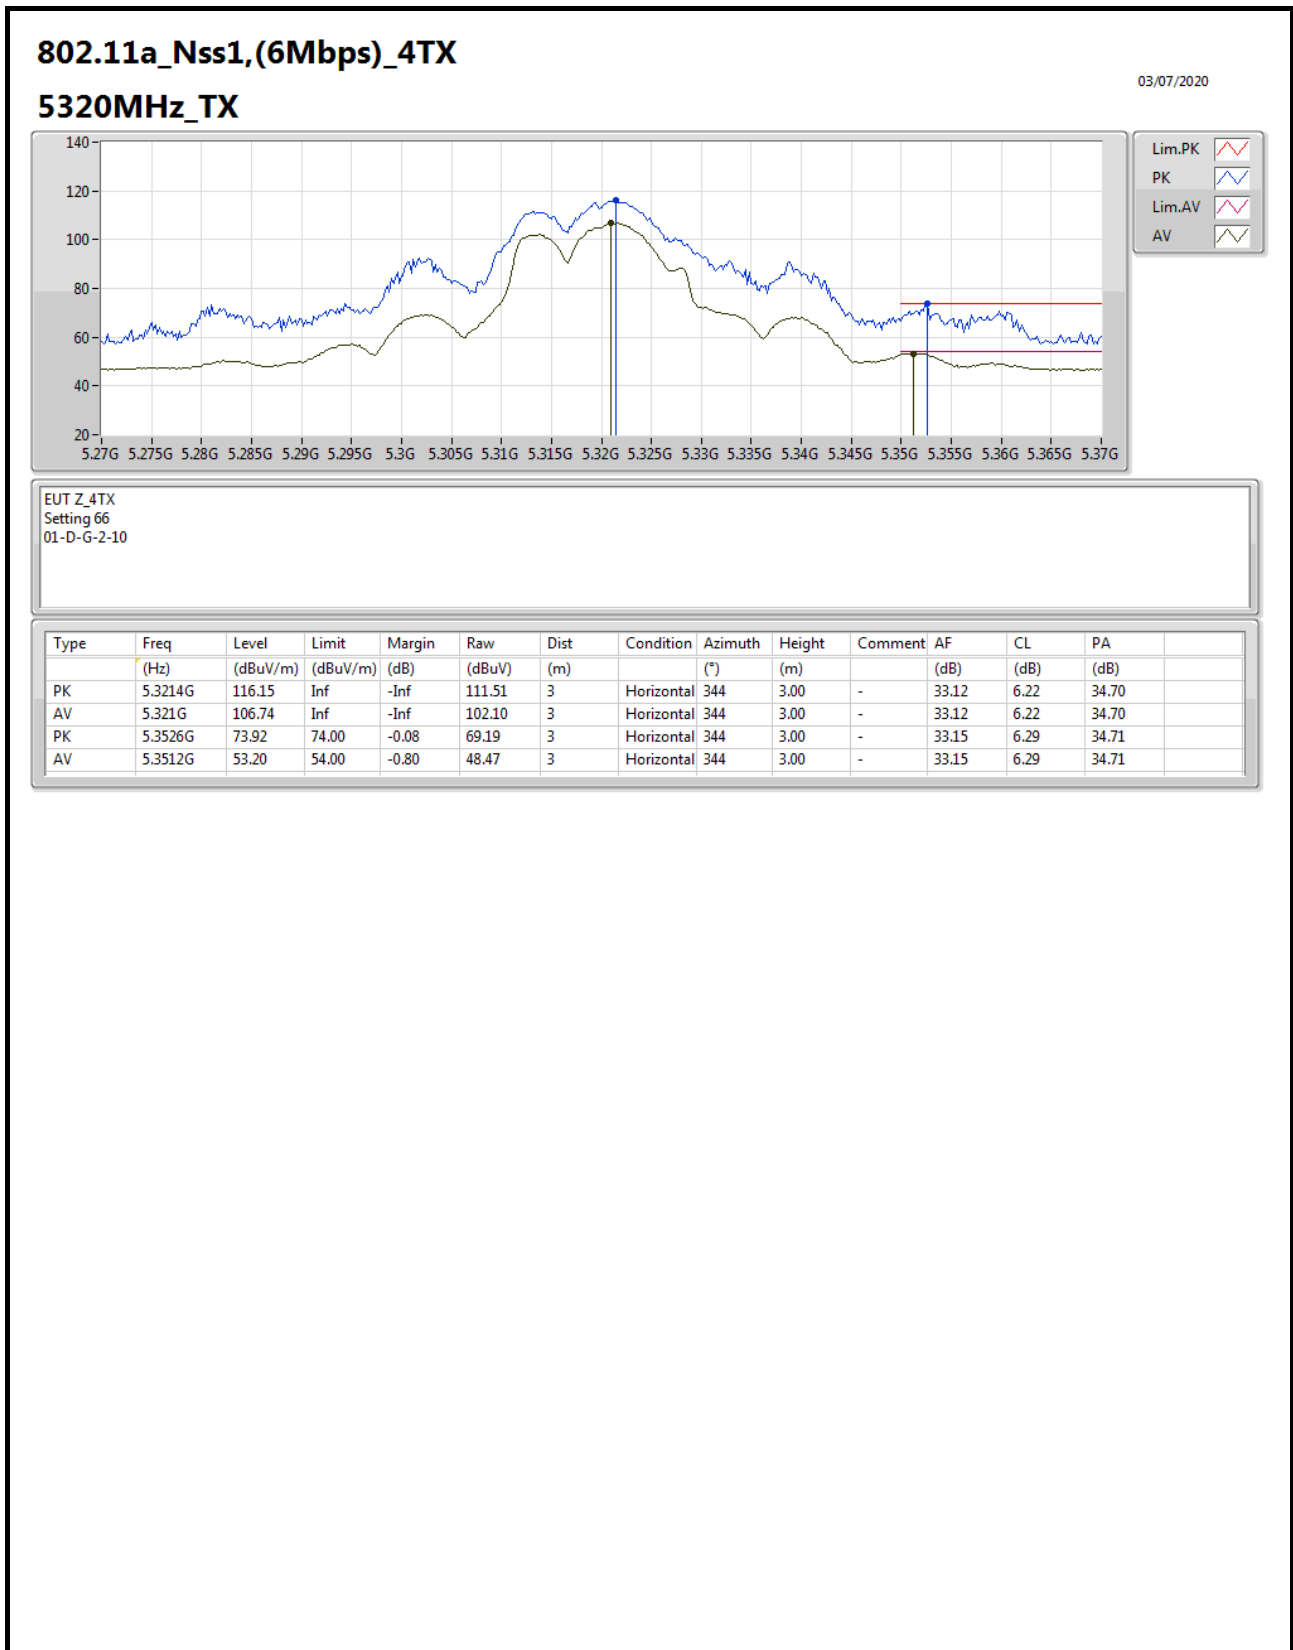 802.11a_Nss1,(6Mbps)_4TX
03/07/2020
5320MHz_TX
140
120
100
80
60
40
20
5.27G 5.275G 5.28G 5.285G 5.29G 5.295G 5.3G 5.305G 5.31G 5.315G 5.32G 5.325G 5.33G 5.335G 5.34G 5.345G 5.35G 5.355G 5.36G 5.365G 5.37G
Lim.PK
PK
Lim.AV
AV
EUT Z_4TX
Setting 66
01-D-G-2-10
Type Freq Level Limit Margin Raw Dist Condition Azimuth Height Comment AF CL PA
(Hz) (dBuV/m) (dBuV/m) (dB) (dBuV) (m) (°) (m) (dB) (dB) (dB)
PK 5.3214G 116.15 Inf -Inf 111.51 3 Horizontal 344 3.00 - 33.12 6.22 34.70
AV 5.321G 106.74 Inf -Inf 102.10 3 Horizontal 344 3.00 - 33.12 6.22 34.70
PK 5.3526G 73.92 74.00 -0.08 69.19 3 Horizontal 344 3.00 - 33.15 6.29 34.71
AV 5.3512G 53.20 54.00 -0.80 48.47 3 Horizontal 344 3.00 - 33.15 6.29 34.71